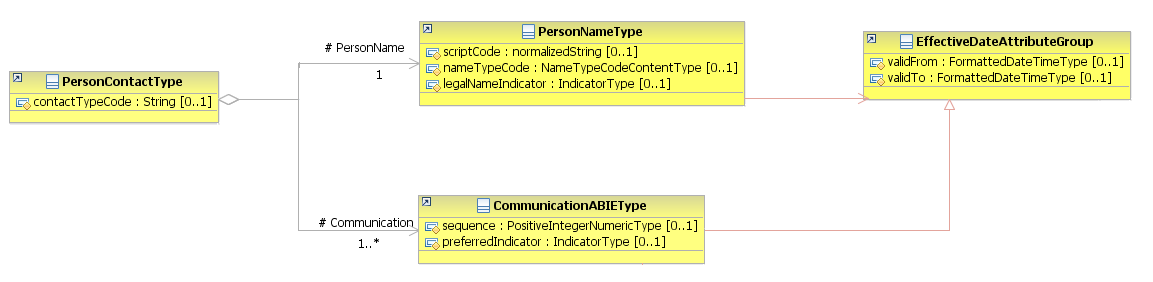 PersonContactType
contactTypeCode : String [0..1]
# PersonName
1
# Communication
1..*
PersonNameType
scriptCode : normalizedString [0..1]
nameTypeCode : NameTypeCodeContentType [0..1]
legalNameIndicator : IndicatorType [0..1]
CommunicationABIEType
sequence : PositiveIntegerNumericType [0..1]
preferredIndicator : IndicatorType [0..1]
EffectiveDateAttributeGroup
validFrom : FormattedDateTimeType [0..1]
validTo : FormattedDateTimeType [0..1]